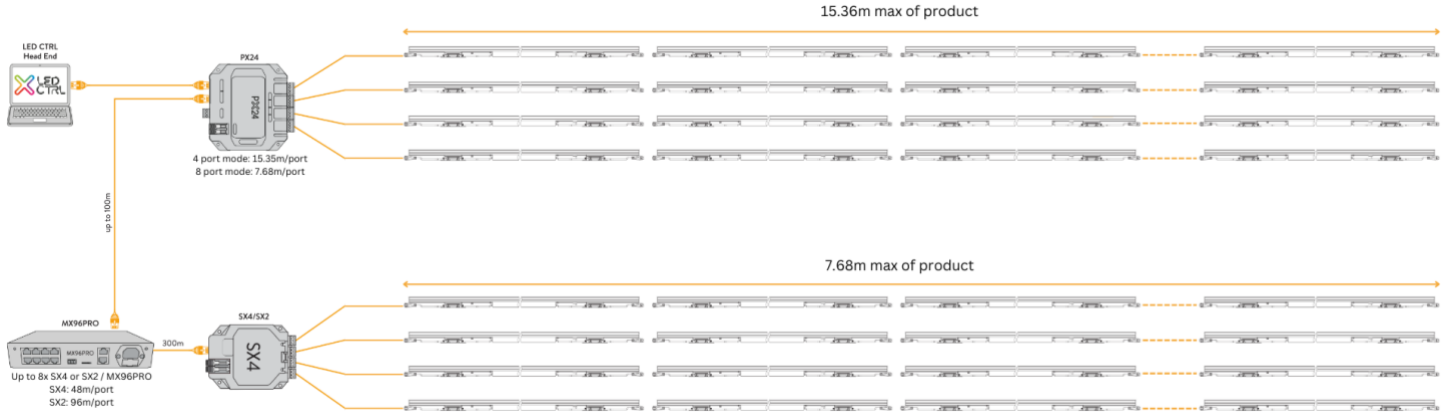 15.36m max of product
LED CTRL
Head End
LED
CTRL
PX24
PX24
4 port mode: 15.35m/port
8 port mode: 7.68m/port
up to 100m
7.68m max of product
MX96PRO
SX4/SX2
MX96PRO
300m
SX4
Up to 8x SX4 or SX2 / MX96PRO
SX4: 48m/port
SX2: 96m/port